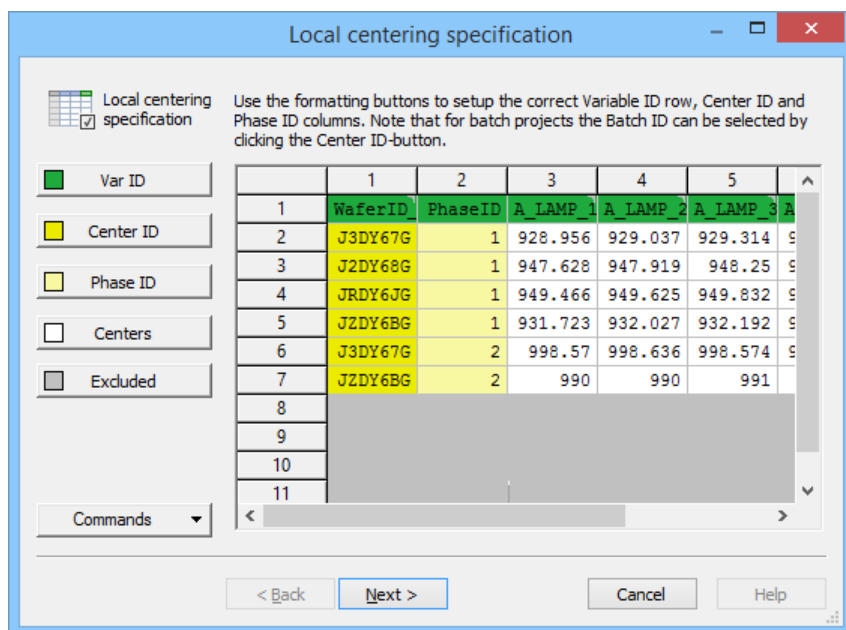 Local centering specification
Local centering
specification
Use the formatting buttons to setup the correct Variable ID row, Center ID and
Phase ID columns. Note that for batch projects the Batch ID can be selected by
clicking the Center ID-button.
Var ID
Center ID
Phase ID
Centers
Excluded
Commands
1 2 3 4 5
1 WaferID_ PhaseID A_LAMP_1 A_LAMP_2 A_LAMP_3 A
2 J3DY67G 1 928.956 929.037 929.314 9
3 J2DY68G 1 947.628 947.919 948.25 9
4 JRDY6JG 1 949.466 949.625 949.832 9
5 JZDY6BG 1 931.723 932.027 932.192 9
6 J3DY67G 2 998.57 998.636 998.574 9
7 JZDY6BG 2 990 990 991
8
9
10
11
< Back Next > Cancel Help